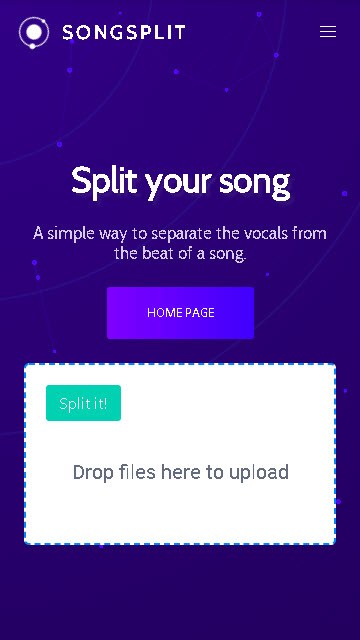 SONGSPLIT
Split your song
A simple way to separate the vocals from
the beat of a song.
HOME PAGE
Split it!
Drop files here to upload